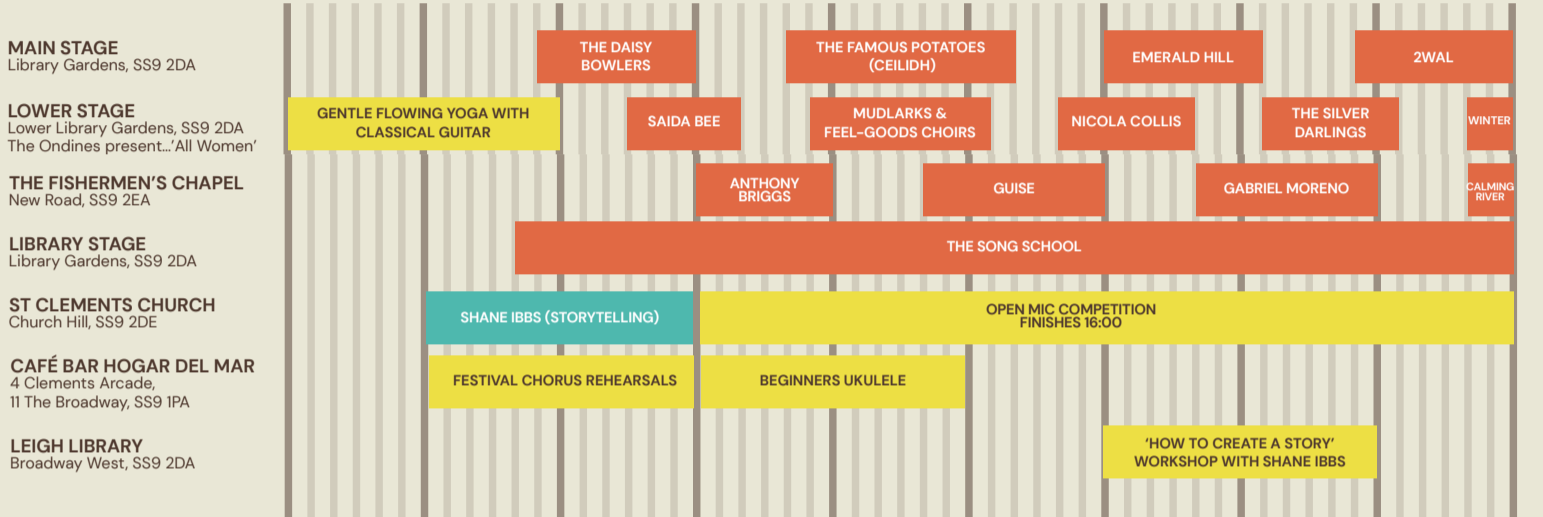 MAIN STAGE
Library Gardens, SS9 2DA
THE DAISY
BOWLERS
THE FAMOUS POTATOES
(CEILIDH)
EMERALD HILL
2WAL
LOWER STAGE
Lower Library Gardens, SS9 2DA
The Ondines present...’All Women’
GENTLE FLOWING YOGA WITH
CLASSICAL GUITAR
SAIDA BEE
MUDLARKS &
FEEL-GOODS CHOIRS
NICOLA COLLIS
THE SILVER
DARLINGS
WINTER
THE FISHERMEN’S CHAPEL
New Road, SS9 2EA
ANTHONY
BRIGGS
GUISE
GABRIEL MORENO
CALMING
RIVER
LIBRARY STAGE
Library Gardens, SS9 2DA
THE SONG SCHOOL
ST CLEMENTS CHURCH
Church Hill, SS9 2DE
SHANE IBBS (STORYTELLING)
OPEN MIC COMPETITION
FINISHES 16:00
CAFÉ BAR HOGAR DEL MAR
4 Clements Arcade,
11 The Broadway, SS9 1PA
FESTIVAL CHORUS REHEARSALS
BEGINNERS UKULELE
LEIGH LIBRARY
Broadway West, SS9 2DA
‘HOW TO CREATE A STORY’
WORKSHOP WITH SHANE IBBS